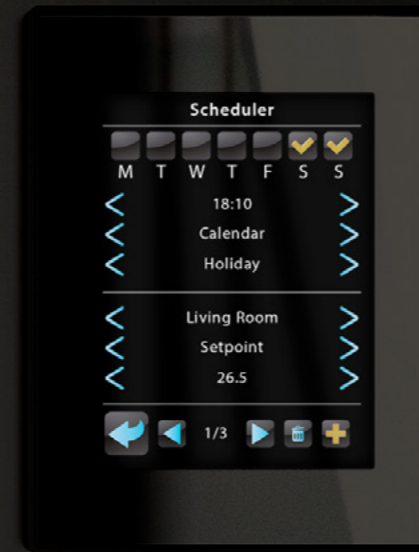 Scheduler
M T W T F S S
18:10
Calendar
Holiday
Living Room
Setpoint
26.5
1/3